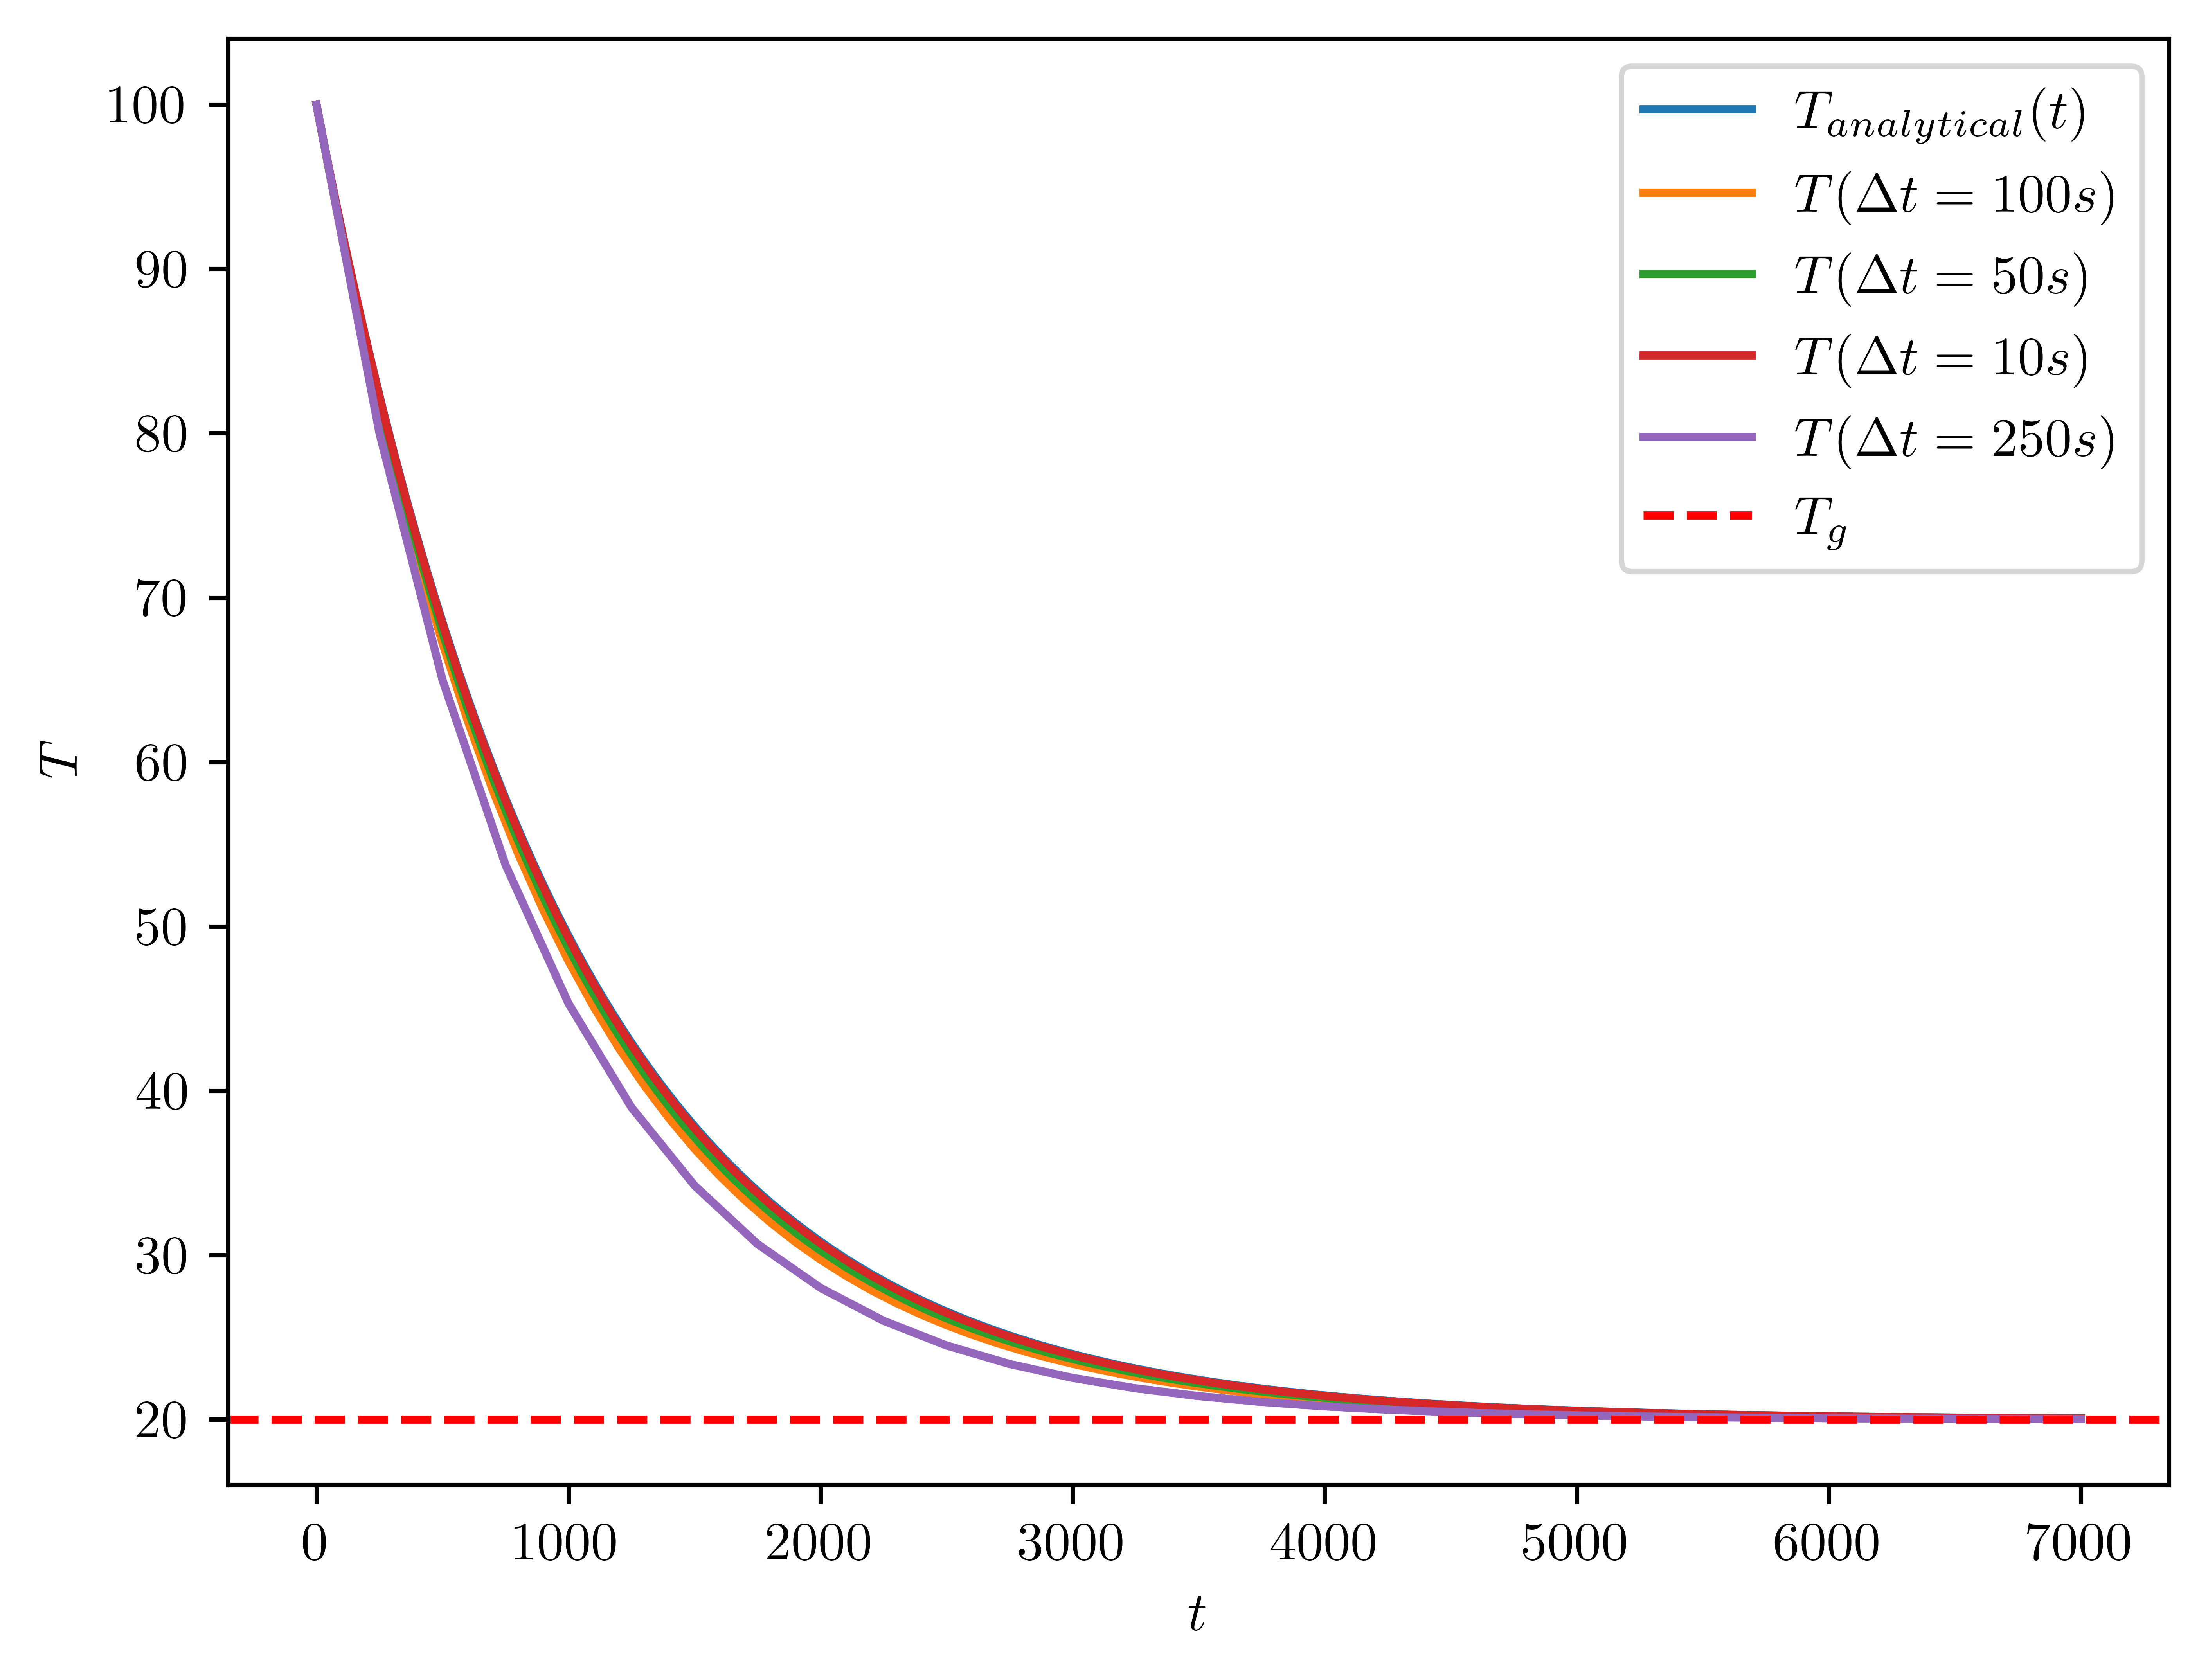 100
90
80
70
60
50
40
30
20
T
0 1000 2000 3000 4000 5000 6000 7000
t
T_{analytical}(t)
T(Δt = 100s)
T(Δt = 50s)
T(Δt = 10s)
T(Δt = 250s)
T_g